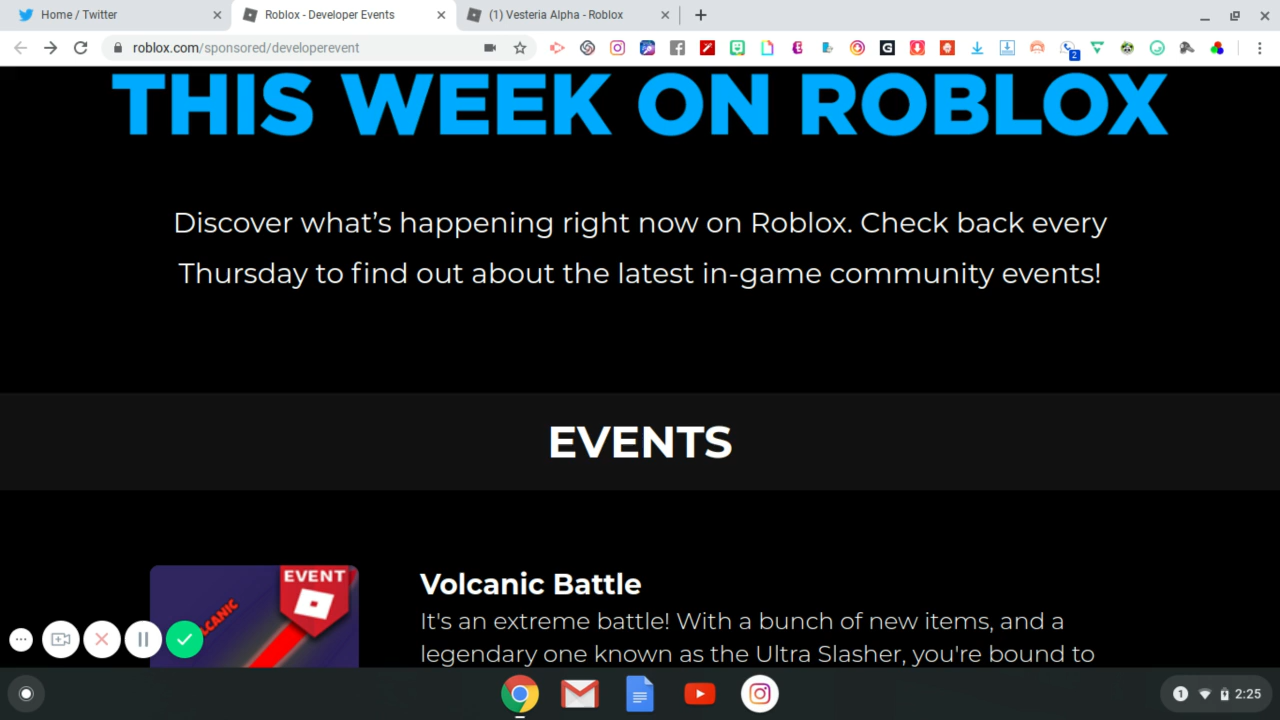 Home / Twitter
Roblox - Developer Events
(1) Vesteria Alpha - Roblox
roblox.com/sponsored/developerevent
2
THIS WEEK ON ROBLOX
Discover what’s happening right now on Roblox. Check back every
Thursday to find out about the latest in-game community events!
EVENTS
EVENT
VOLCANIC
Volcanic Battle
It's an extreme battle! With a bunch of new items, and a
legendary one known as the Ultra Slasher, you're bound to
1
2:25